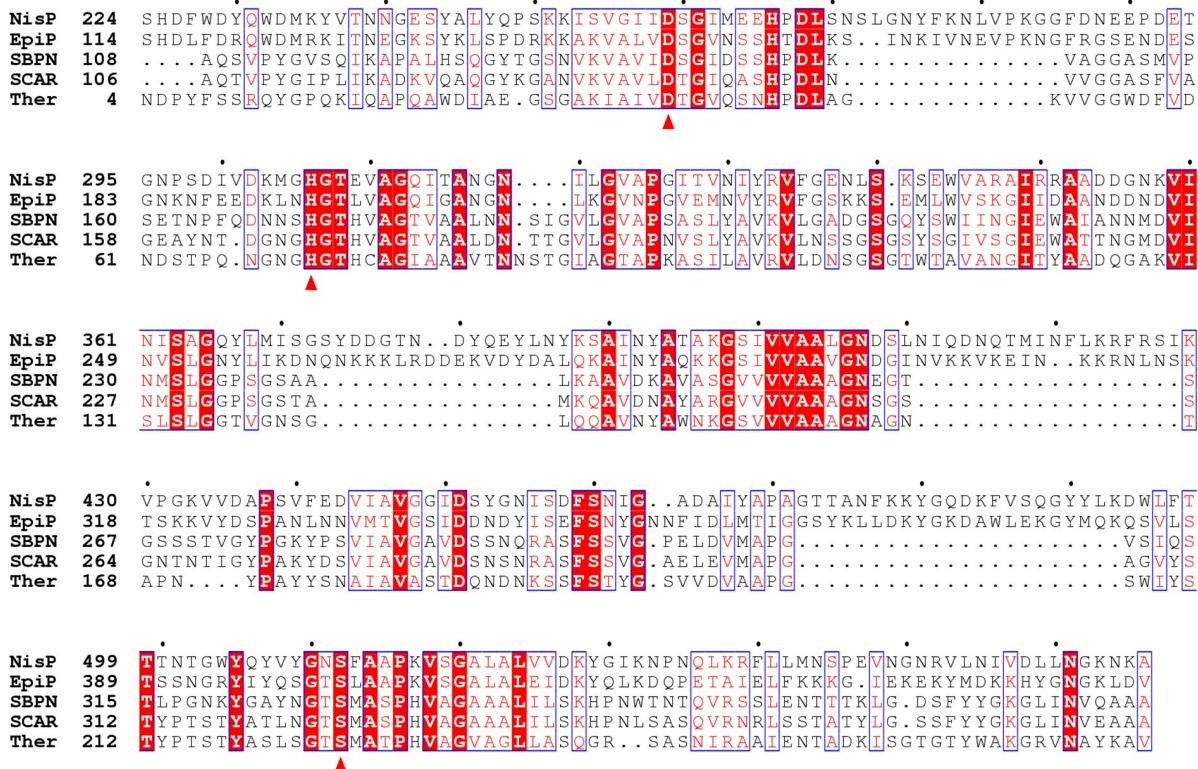 NisP 224 SHDFWDYQWDMKYVTNNGESYALYQPSKKISVGIIDSGIMEEHPDLSNSLGNYFKNLVPKGGFDNEEPDET
EpiP 114 SHDLFDRQWDMRKITNEGKSYKLSPDRKKAKVALVDSGVNSSHTDLKS..INKIVNEVPKNGFRGSENDES
SBPN 108 ....AQSVPYGVSQIKAPALHSQGYTGSNVKVAVIDSGIDSSHPDLK.............VAGGASMVP
SCAR 106 ....AQTVPYGIPLIKADKVQAQGYKGANVKVAVLDTGIQASHPDLN.............VVGGASFVA
Ther 4 NDPYFSSRQYGPQKIQAPQAWDIAE.GSGAKIAIVDTGVQSNHPDLAG.............KVVGGWDFVD
NisP 295 GNPSDIVDKMGHGTEVAGQITANGN....ILGVAPGITVNIYRVFGENLS.KSEWVARAIRRAADDGNKVI
EpiP 183 GNKNFEEDKLNHGTLVAGQIGANGN....LKGVNPGVEMNVYRVFGSKKS.EMLWVSKGIIDAANDDNDVI
SBPN 160 SETNPFQDNNSHGTHVAGTVAALNN.SIGVLGVAPSASLYAVKVLGADGSGQYSWIINGIEWAIANNMDVI
SCAR 158 GEAYNT.DGNGHGTHVAGTVAALDN.TTGVLGVAPNVSLYAVKVLNSSGSGSYSGIVSGIEWATTNGMDVI
Ther 61 NDSTPQ.NGNGHGTHCAGIAAAVTNNSTGIAGTAPKASILAVRVLDNSGSGTWTAVANGITYAADQGAKVI
NisP 361 NISAGQYLMISGSYDDGTN..DYQEYLNYKSAINYATAKGSIVVAALGNDSLNIQDNQTMINFLKRFRSIK
EpiP 249 NVSLGNYLIKDNQNKKKLRDDEKVDYDALQKAINYAQKKGSIVVAALGNDGINVKKVKEIN..KKRNLNSK
SBPN 230 NMSLGGPSGSAA................LKAAVDKAVASGVVVVAAAGNEGT..................S
SCAR 227 NMSLGGPSGSTA................MKQAVDNAYARGVVVVAAAGNSGS..................S
Ther 131 SLSLGGTVGNSG................LQQAVNYAWNKGSVVVAAAGNAGN..................T
NisP 430 VPGKVVDAPSVFEDVIAVGGIDSYGNISDFSNIG..ADAIYAPAGTTANFKKYGQDKFVSQGYYLKDWLFT
EpiP 318 TSKKVYDSPANLNNVMTVGSIDDNDYISEFSNYGNNFIDLMTIGGSYKLLDKYGKDAWLEKGYMQKQSVLS
SBPN 267 GSSSTVGYPGKYPSVIAVGAVDSSNQRASFSSVG.PELDVMAPG........................VSIQS
SCAR 264 GNTNTIGYPAKYDSVIAVGAVDSNSNRASFSSVG.AELEVMAPG........................AGVYS
Ther 168 APN....YPAYYSNAIAVASTDQNDNKSSFSTYG.SVVDVAAPG........................SWIYS
NisP 499 TTNTGWYQYVYGNSFAAPKVSGALALVVDKYGIKNPNQLKRFLLMNSPEVNGNRVLNIVDLLNGKNKA
EpiP 389 TSSNGRYIYQSGTSLAAPKVSGALALEIDKYQLKDQPETAIELFKKKG.IEKEKYMDKKHYGNGKLDV
SBPN 315 TLPGNKYGAYNGTSMASPHVAGAAALILSKHPNWTNTQVRSSLENTTTKLG.DSFYYGKGLINVQAAA
SCAR 312 TYPTSTYATLNGTSMASPHVAGAAALILSKHPNLSASQVRNRLSSTATYLG.SSFYYGKGLINVEAAA
Ther 212 TYPTSTYASLSGTSMATPHVAGVAGLLASQGR..SASNIRAAIENTADKISGTGTYWAKGRVNAYKAV